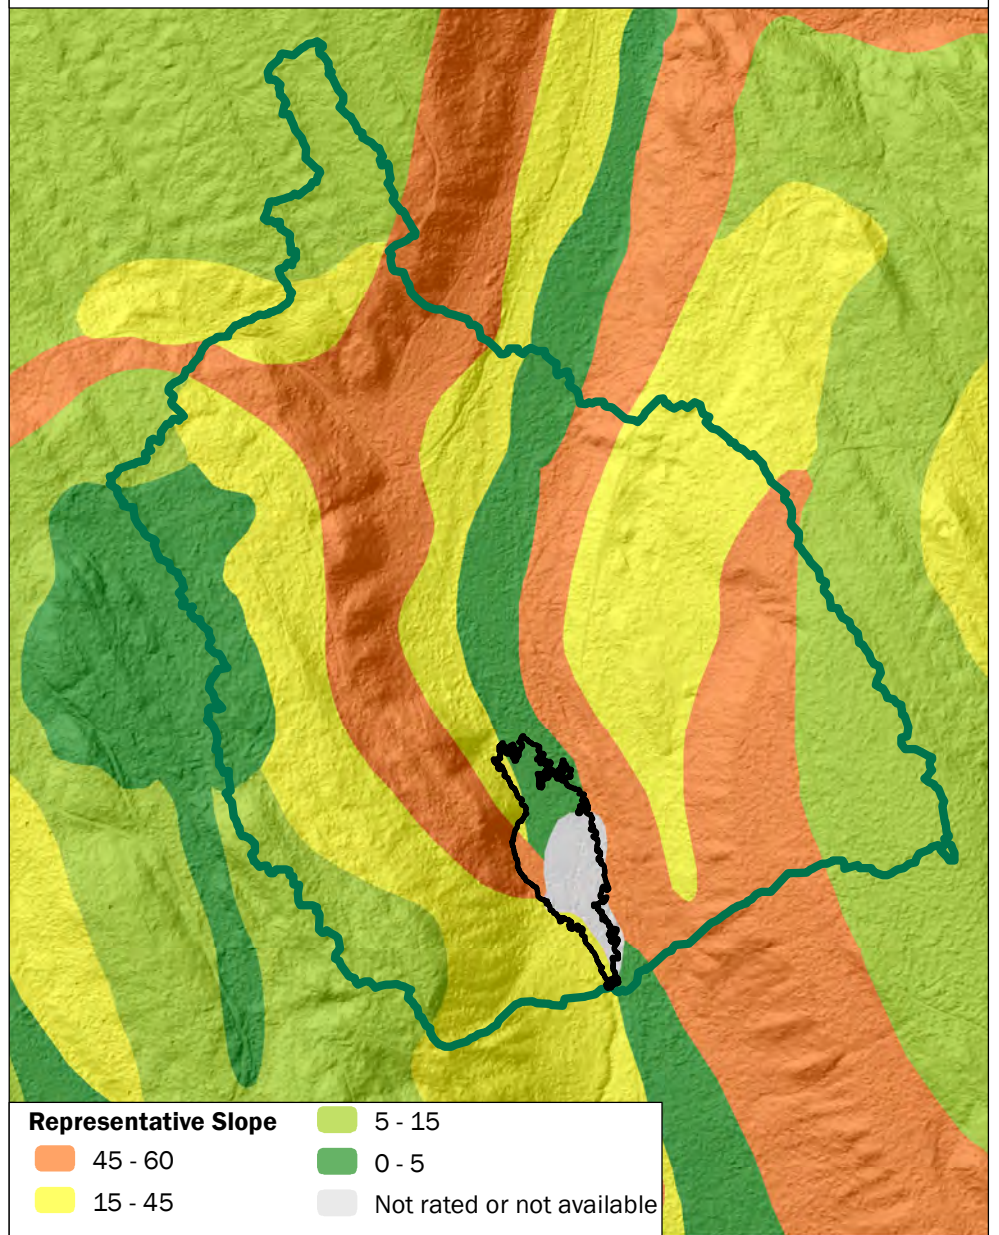 Representative Slope
45 - 60
15 - 45
5 - 15
0 - 5
Not rated or not available